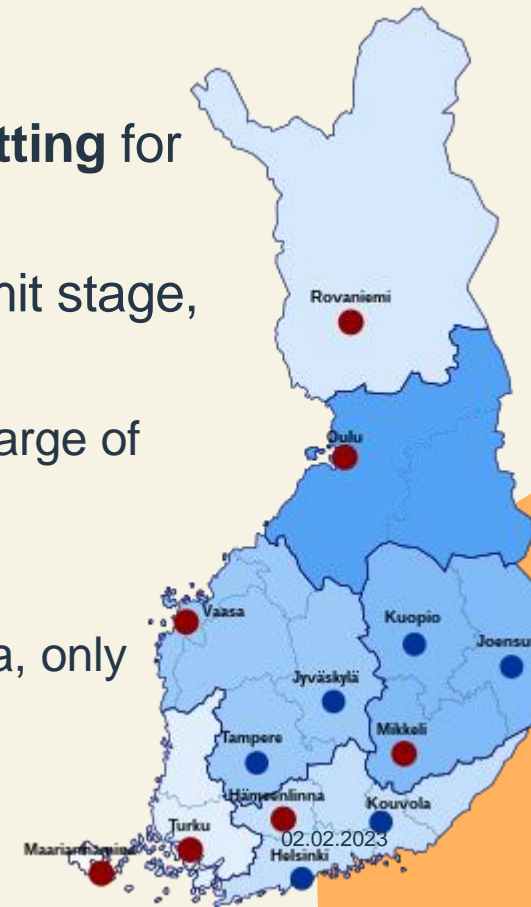 tting for
nit stage,
arge of
a, only
Rovaniemi
Oulu
Vaasa
Kuopio
Joensu
Jyväskylä
Mikkeli
Tampere
Hämeenlinna
Kouvola
Turku
02.02.2023
Maarianhamina
Helsinki